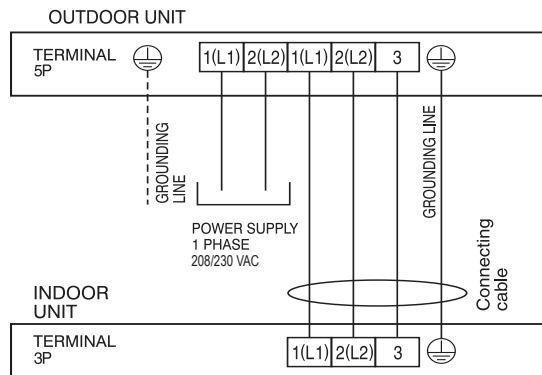 OUTDOOR UNIT
TERMINAL
5P
1(L1) 2(L2) 1(L1) 2(L2) 3
GROUNDING
LINE
GROUNDING LINE
POWER SUPPLY
1 PHASE
208/230 VAC
Connecting
cable
INDOOR
UNIT
TERMINAL
3P
1(L1) 2(L2) 3